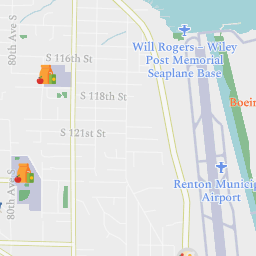 80th Ave S
S 116th St
Will Rogers – Wiley
Post Memorial
Seaplane Base
S 118th St
Boein
S 121st St
Renton Municip
Airport
80th Ave S